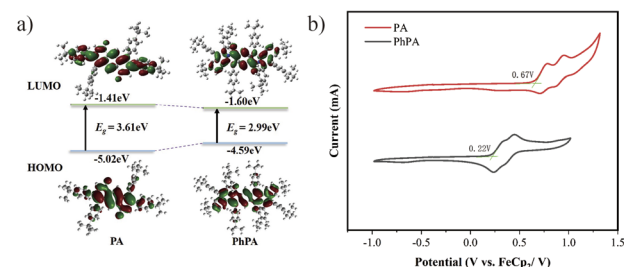 a)
LUMO
-1.41eV
-1.60eV
Eg = 3.61eV
Eg = 2.99eV
-5.02eV
-4.59eV
HOMO
PA
PhPA
b)
PA
PhPA
0.67V
0.22V
Current (mA)
-1.0
-0.5
0.0
0.5
1.0
1.5
Potential (V vs. FeCp2/ V)